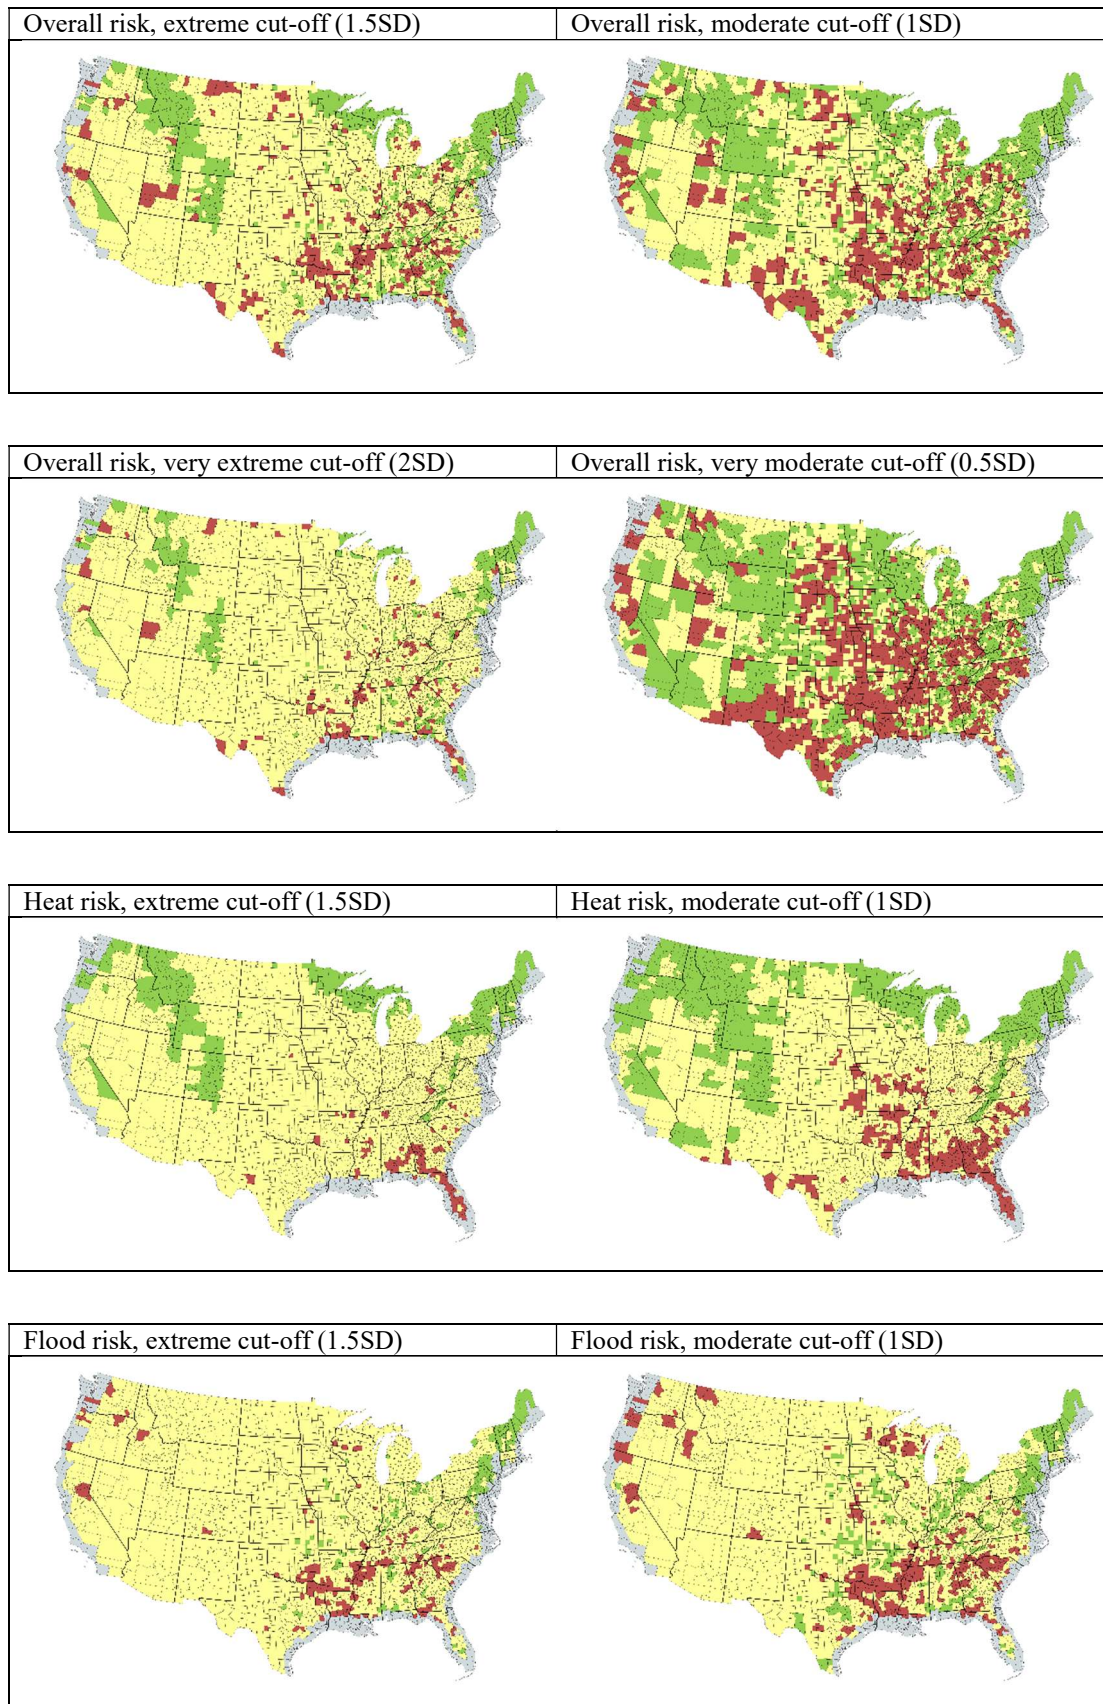 Overall risk, extreme cut-off (1.5SD)
Overall risk, moderate cut-off (1SD)
Overall risk, very extreme cut-off (2SD)
Overall risk, very moderate cut-off (0.5SD)
Heat risk, extreme cut-off (1.5SD)
Heat risk, moderate cut-off (1SD)
Flood risk, extreme cut-off (1.5SD)
Flood risk, moderate cut-off (1SD)